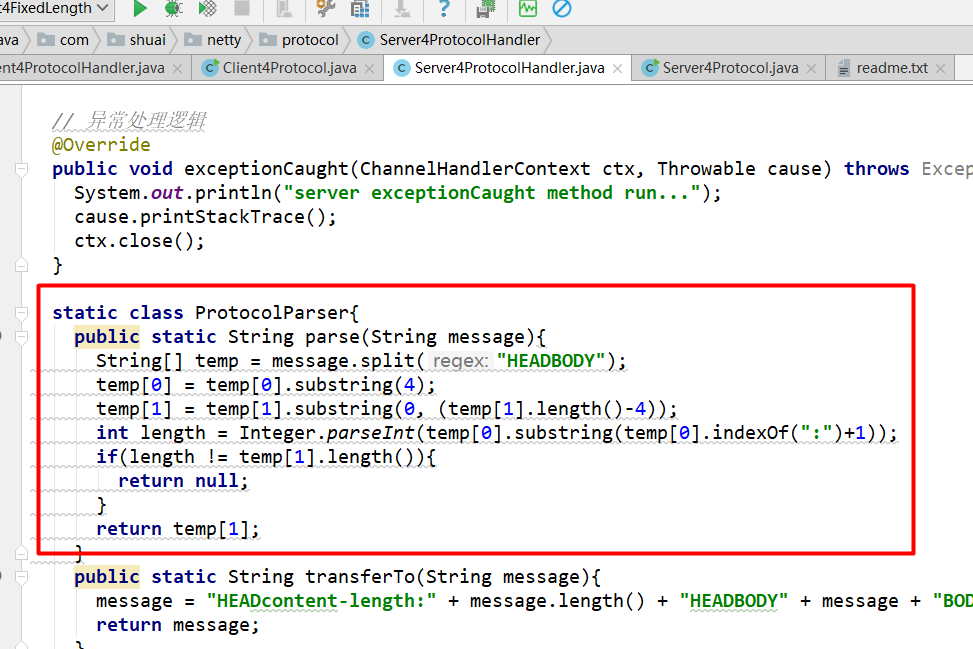 t4FixedLength
ava com shuai netty protocol Server4ProtocolHandler
ent4ProtocolHandler.java Client4Protocol.java Server4ProtocolHandler.java Server4Protocol.java readme.txt
// 异常处理逻辑
@Override
public void exceptionCaught(ChannelHandlerContext ctx, Throwable cause) throws Excep
System.out.println("server exceptionCaught method run...");
cause.printStackTrace();
ctx.close();
}
static class ProtocolParser{
public static String parse(String message){
String[] temp = message.split( regex: "HEADBODY");
temp[0] = temp[0].substring(4);
temp[1] = temp[1].substring(0, (temp[1].length()-4));
int length = Integer.parseInt(temp[0].substring(temp[0].indexOf(":")+1));
if(length != temp[1].length()){
return null;
}
return temp[1];
}
public static String transferTo(String message){
message = "HEADcontent-length:" + message.length() + "HEADBODY" + message + "BOD
return message;
}